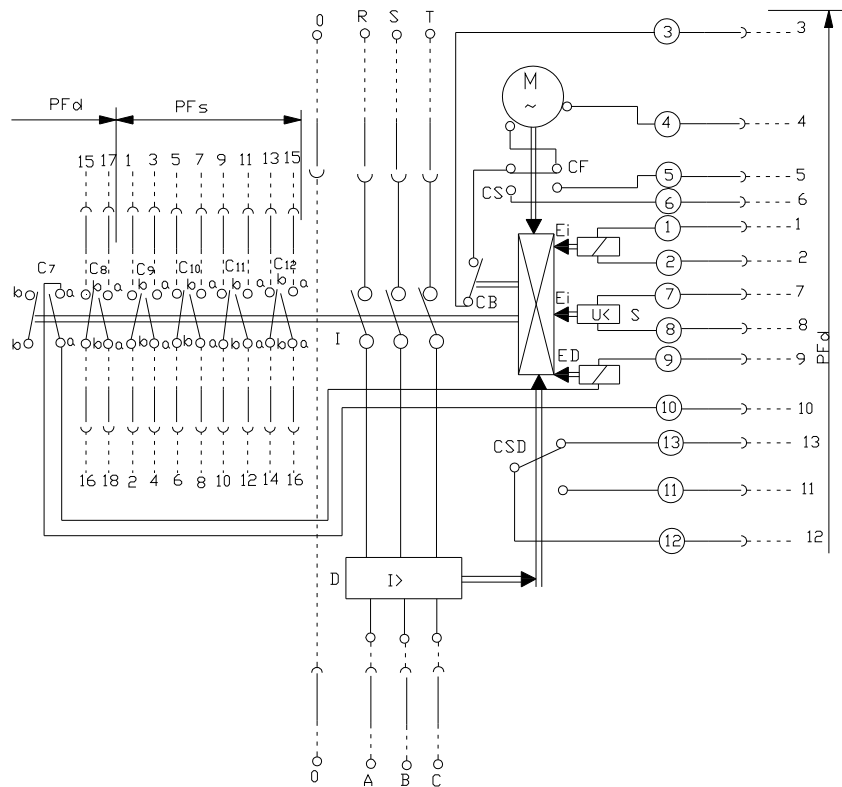 O R S T
3 3
M
~
PFd PFs
4 4
15 17 1 3 5 7 9 11 13 15
CF
5 5
CS
6 6
Ei 1 1
2 2
C7 C8 C9 C10 C11 C12
b a b a b a b a b a b a
CB
Ei 7 7
U< S
8 8
I
b a b a b a b a b a b a
ED 9 9
PFd
10 10
CSD 13 13
16 18 2 4 6 8 10 12 14 16
11 11
12 12
D I>
O A B C